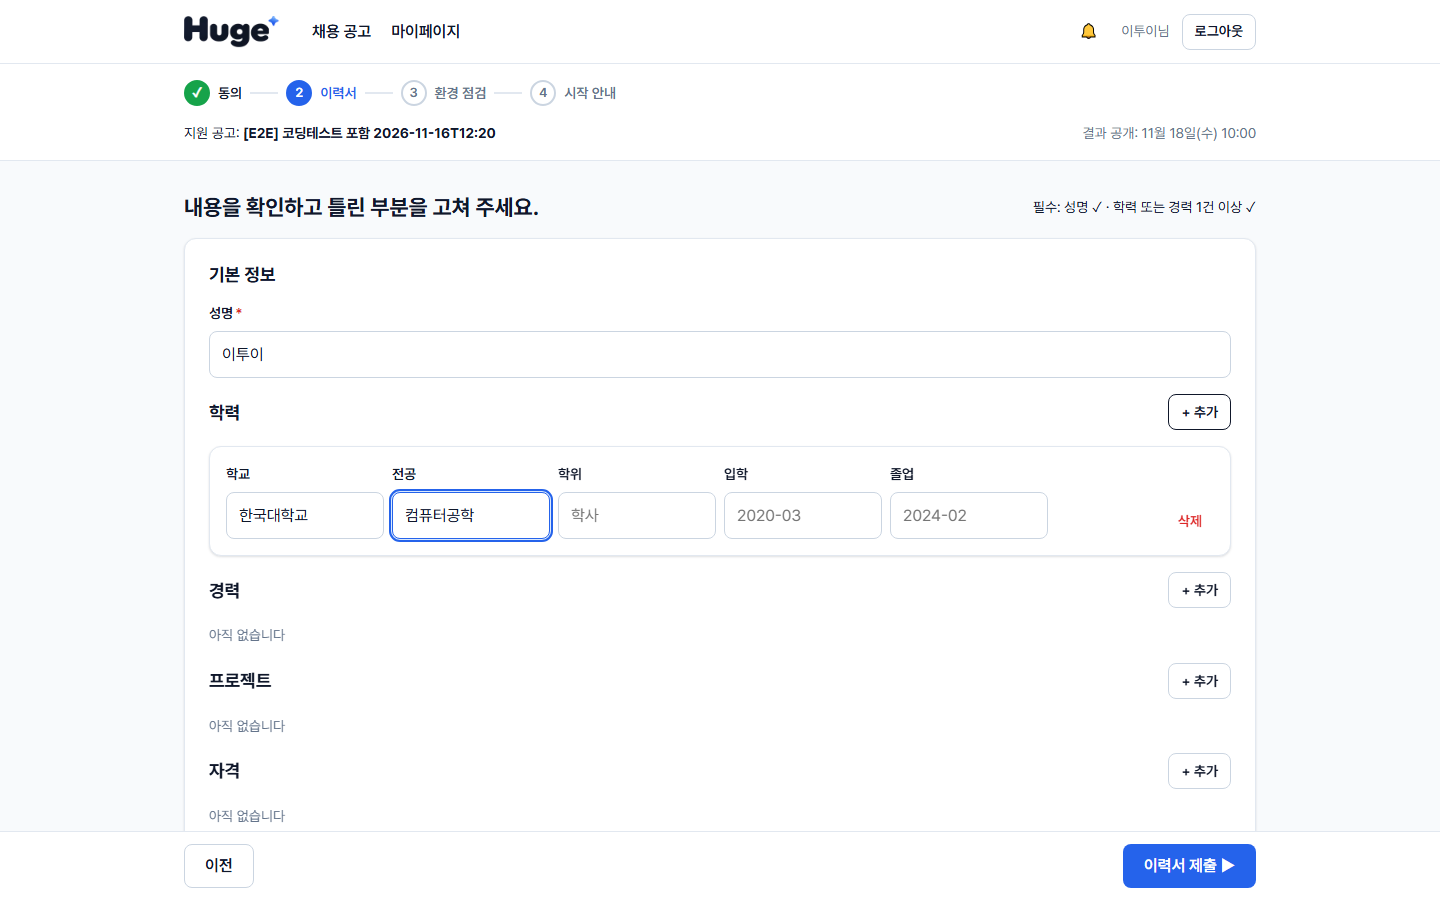 Huge
채용 공고 마이페이지 이투이님 로그아웃
✓ 동의 2 이력서 3 환경 점검 4 시작 안내
지원 공고: [E2E] 코딩테스트 포함 2026-11-16T12:20 결과 공개: 11월 18일(수) 10:00
내용을 확인하고 틀린 부분을 고쳐 주세요. 필수: 성명 ✓ · 학력 또는 경력 1건 이상 ✓
기본 정보
성명 *
이투이
학력 + 추가
학교 전공 학위 입학 졸업
한국대학교 컴퓨터공학 학사 2020-03 2024-02 삭제
경력 + 추가
아직 없습니다
프로젝트 + 추가
아직 없습니다
자격 + 추가
아직 없습니다
이전 이력서 제출 ▶